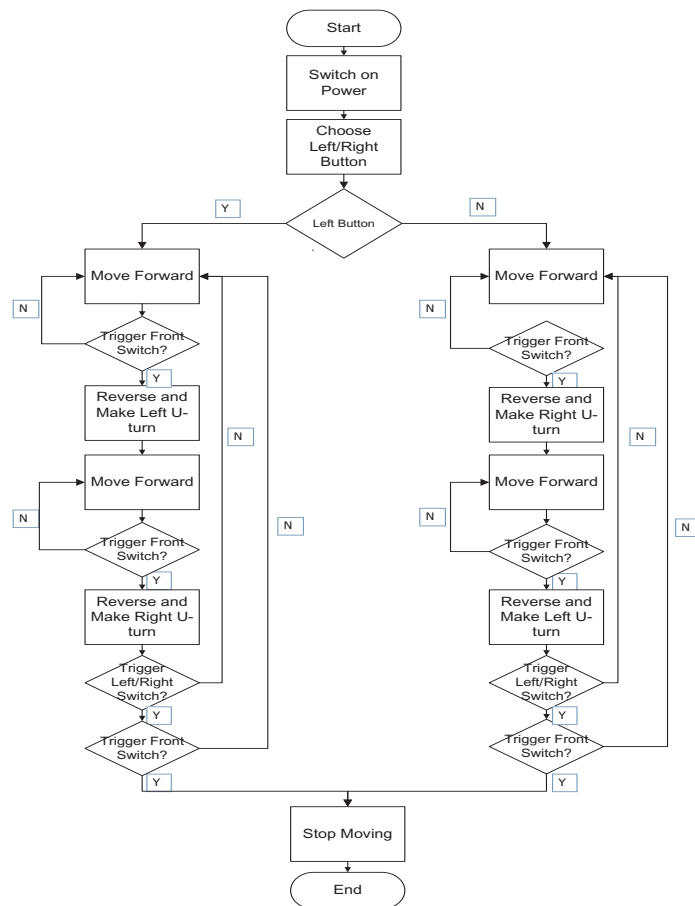 Start
Switch on
Power
Choose
Left/Right
Button
Left Button
Y
N
Move Forward
N
Trigger Front
Switch?
Y
Reverse and
Make Left U-
turn
N
Move Forward
N
Trigger Front
Switch?
N
Y
Reverse and
Make Right U-
turn
Trigger
Left/Right
Switch?
Y
Trigger Front
Switch?
Y
Move Forward
N
Trigger Front
Switch?
Y
Reverse and
Make Right U-
turn
N
Move Forward
N
Trigger Front
Switch?
N
Y
Reverse and
Make Left U-
turn
Trigger
Left/Right
Switch?
Y
Trigger Front
Switch?
Y
Stop Moving
End